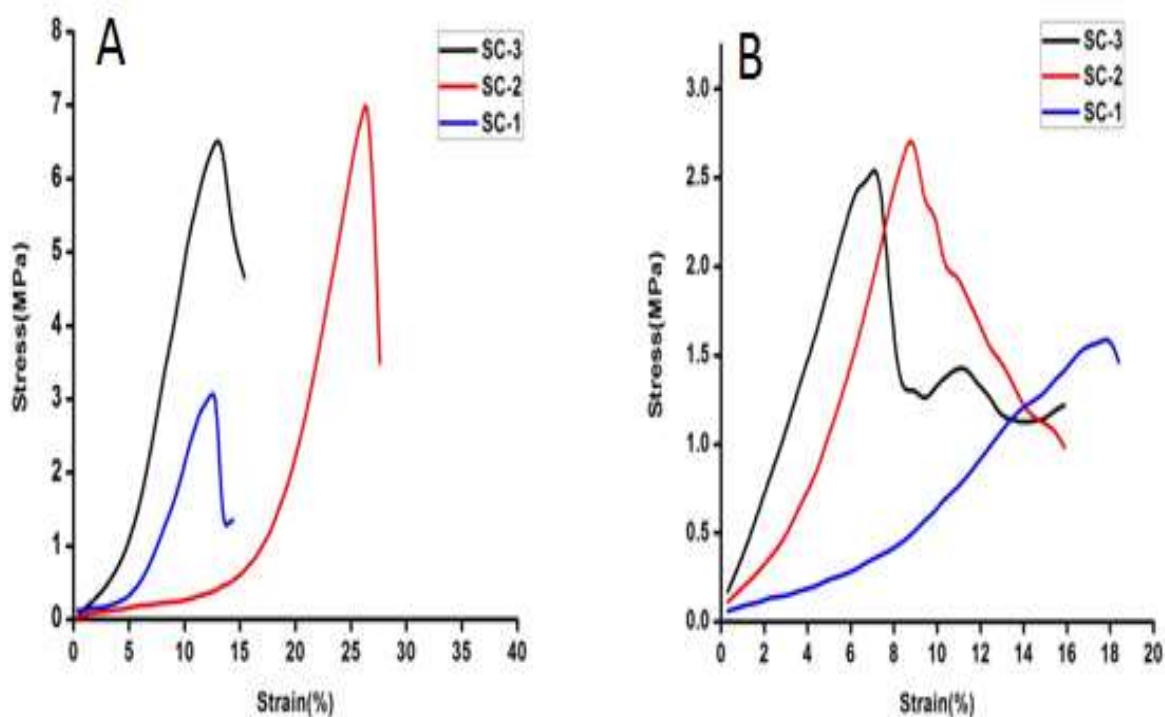 A
SC-3
SC-2
SC-1
8
7
6
5
4
3
2
1
0
Stress(MPa)
0 5 10 15 20 25 30 35 40
Strain(%)
B
SC-3
SC-2
SC-1
3.0
2.5
2.0
1.5
1.0
0.5
0.0
Stress(MPa)
0 2 4 6 8 10 12 14 16 18 20
Strain(%)